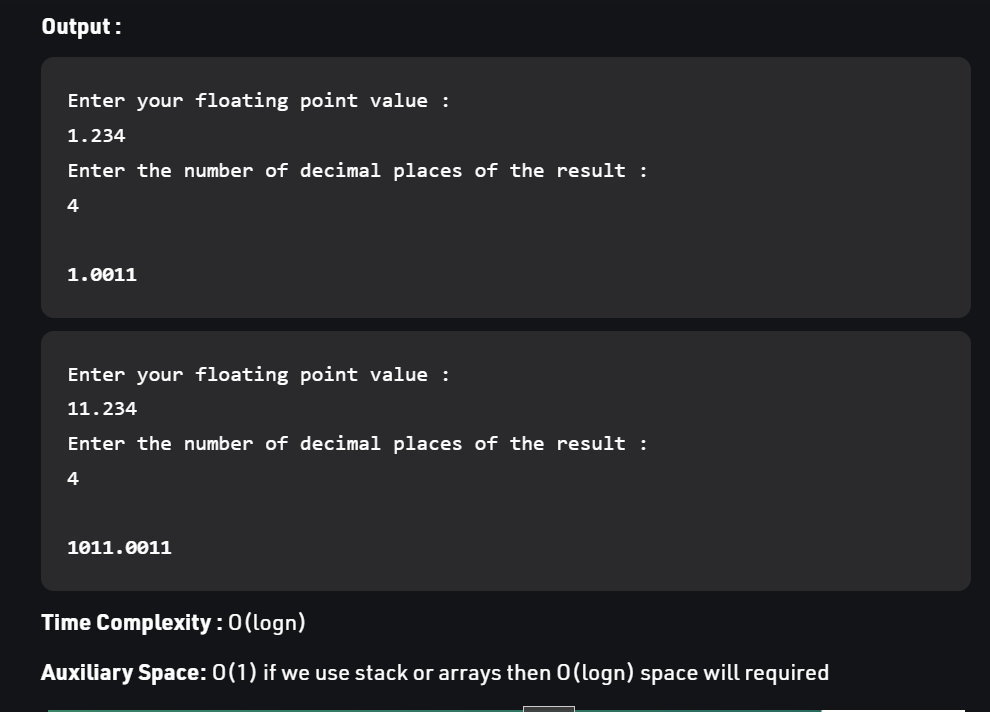 Output :
Enter your floating point value :
1.234
Enter the number of decimal places of the result :
4
1.0011
Enter your floating point value :
11.234
Enter the number of decimal places of the result :
4
1011.0011
Time Complexity : O(logn)
Auxiliary Space: O(1) if we use stack or arrays then O(logn) space will required